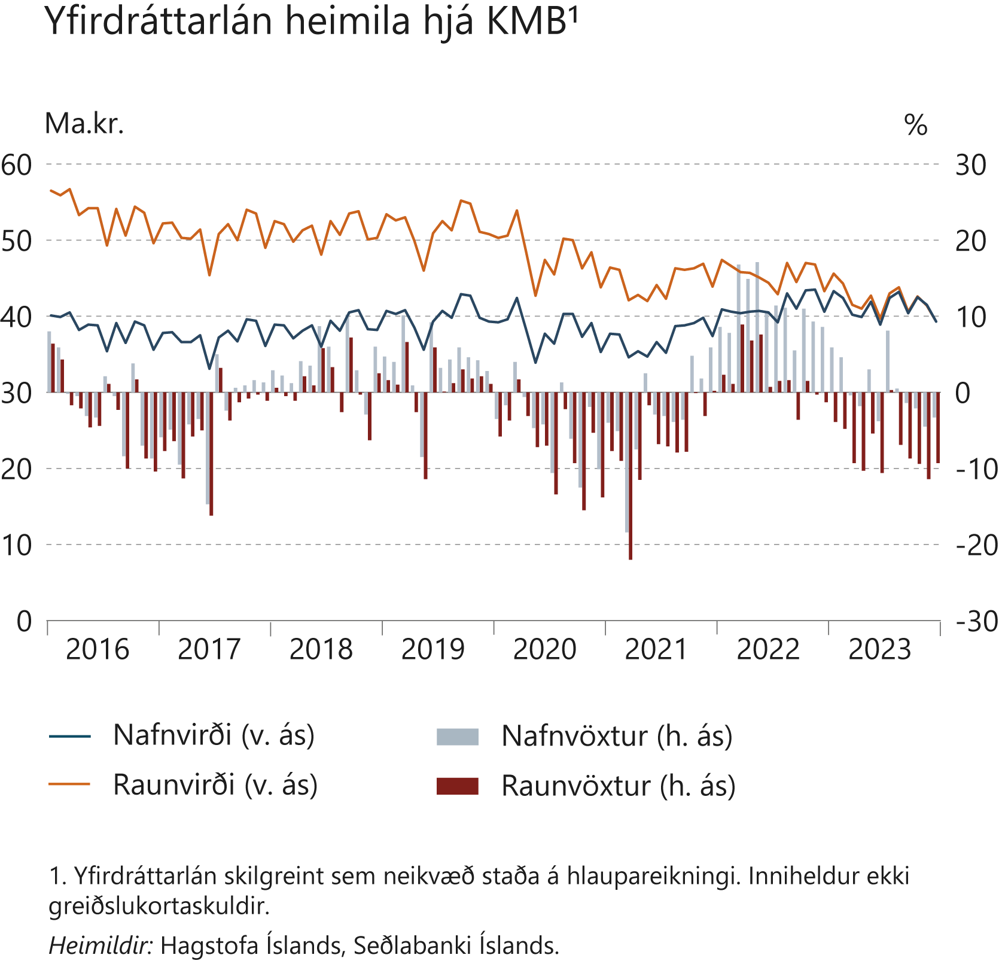 Yfirdráttarlán heimila hjá KMB¹
Ma.kr. %
60 30
50 20
40 10
30 0
20 -10
10 -20
0 -30
2016 2017 2018 2019 2020 2021 2022 2023
Nafnvirði (v. ás) Nafnvöxtur (h. ás)
Raunvirði (v. ás) Raunvöxtur (h. ás)
1. Yfirdráttarlán skilgreint sem neikvæð staða á hlaupareikningi. Inniheldur ekki
greiðslukortaskuldir.
Heimildir: Hagstofa Íslands, Seðlabanki Íslands.